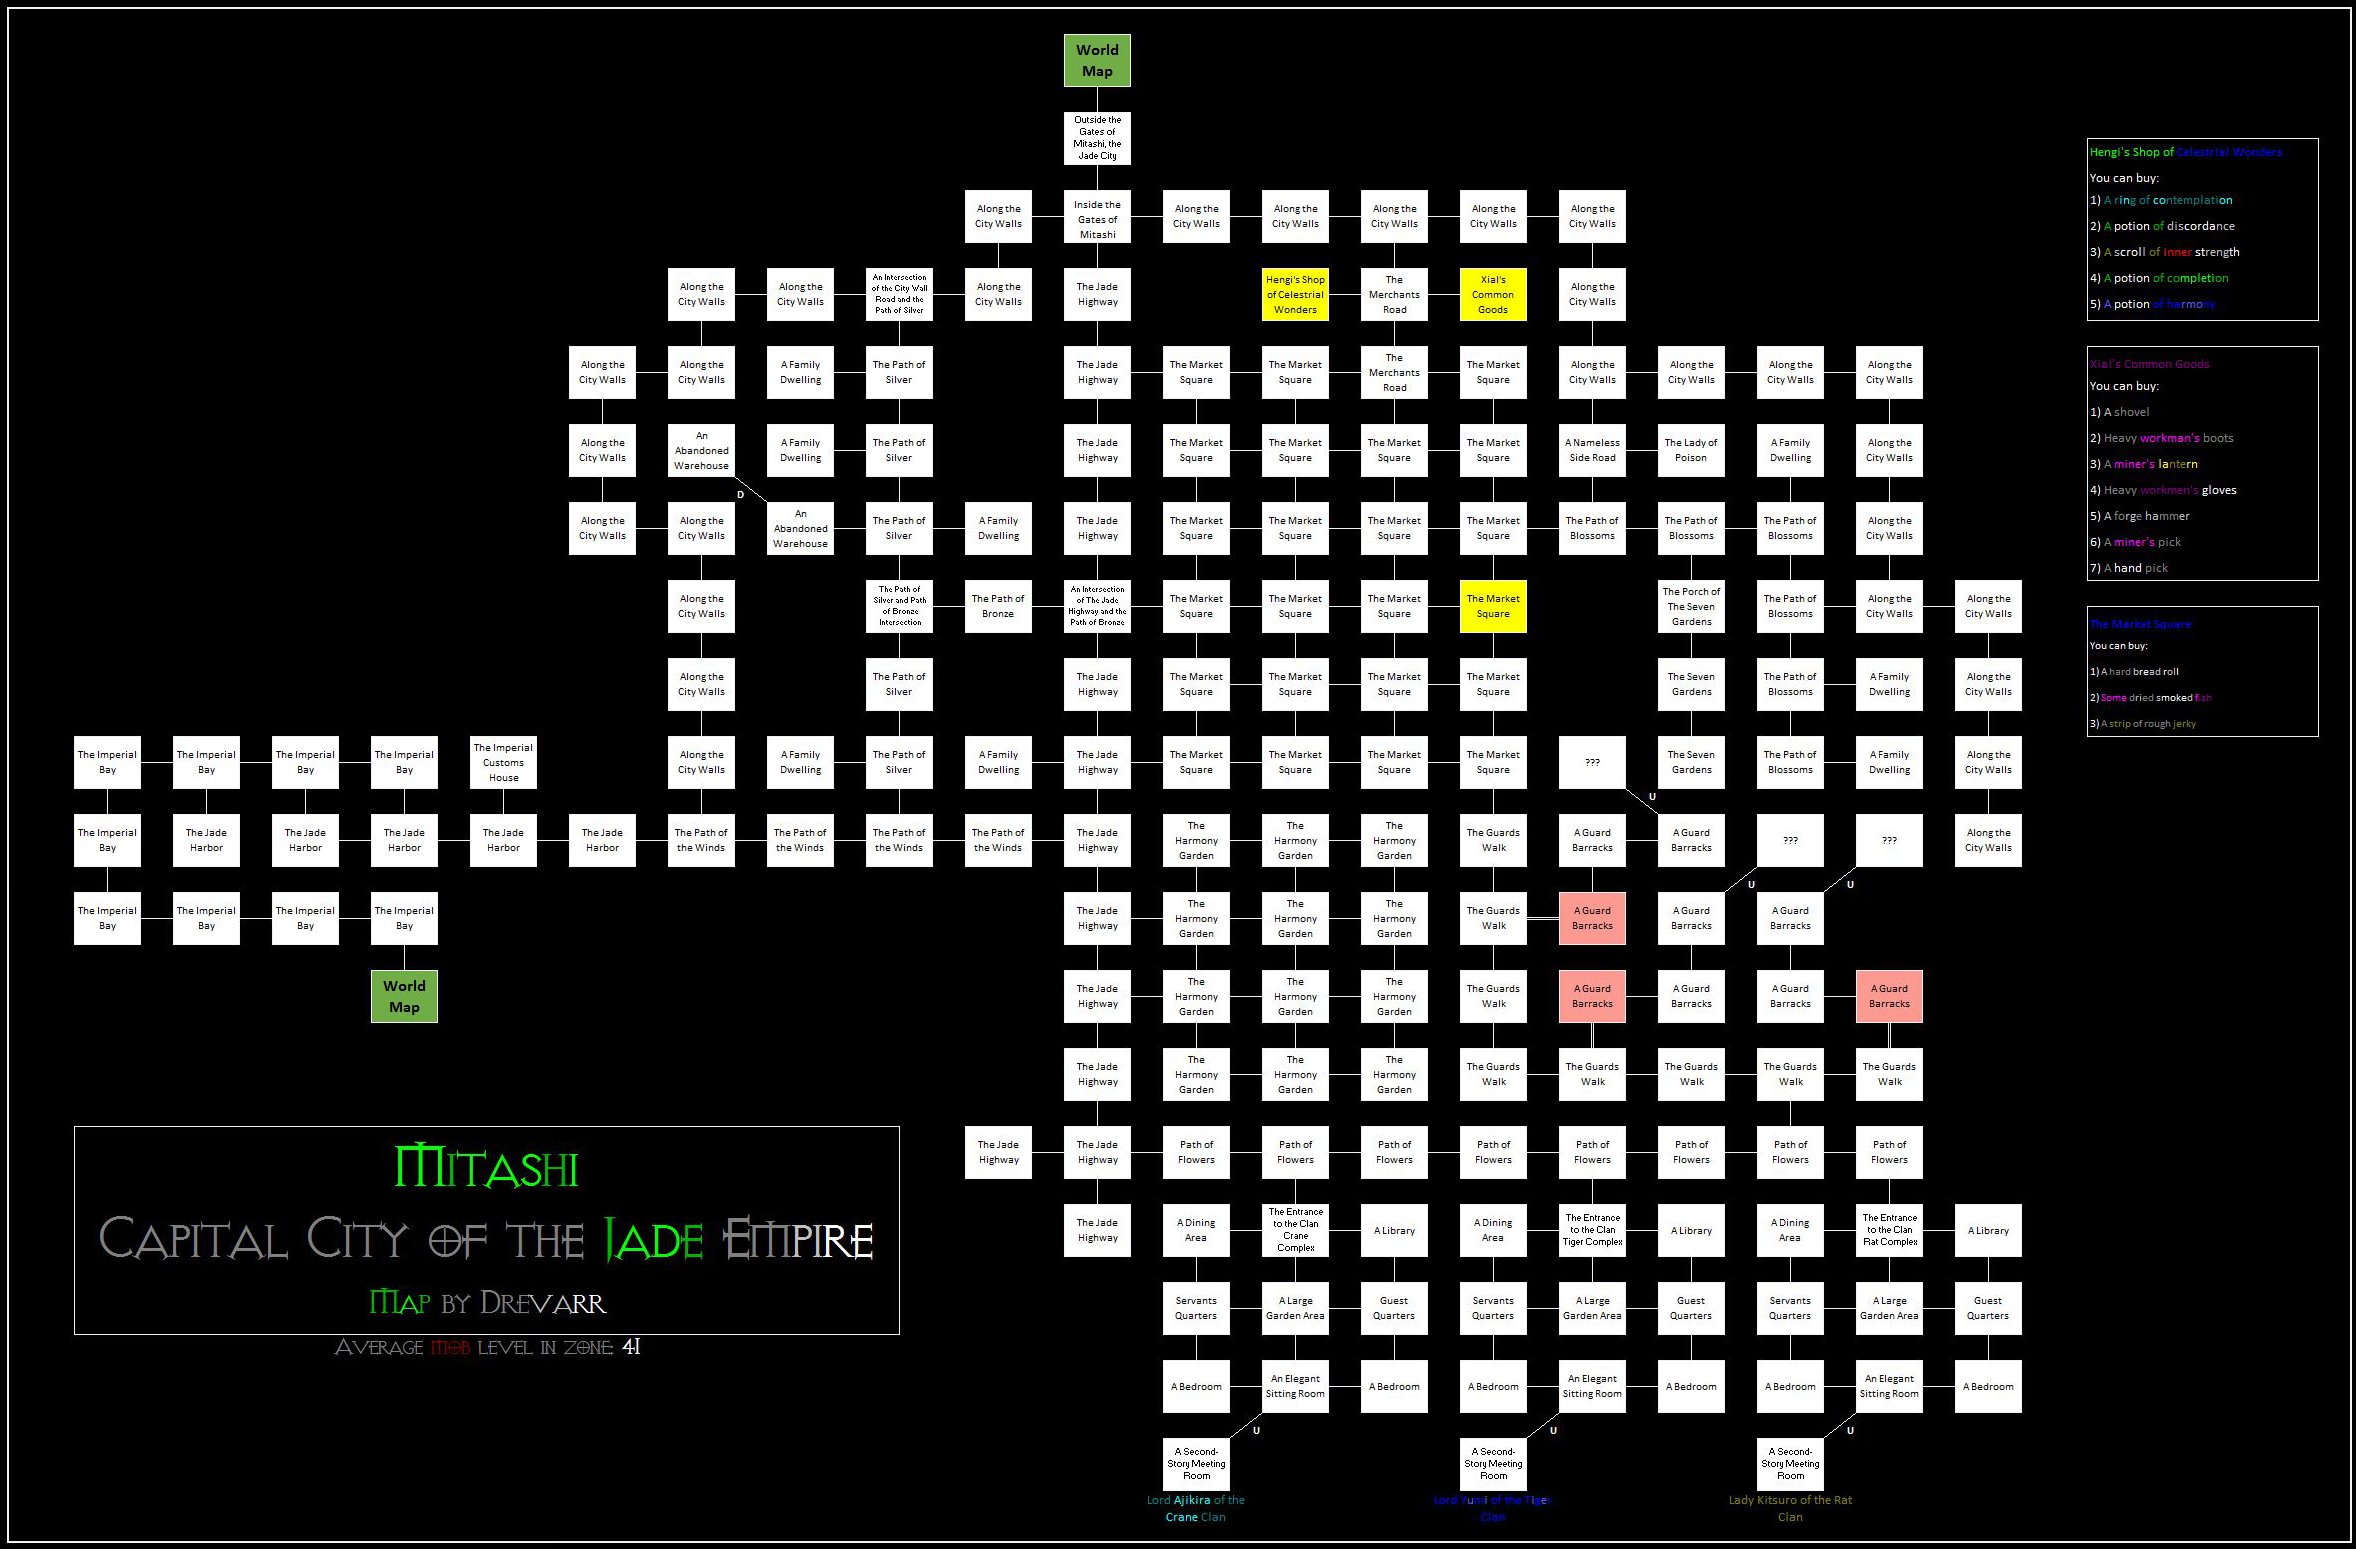 World
Map
Outside the
Gates of
Mitashi, the
Jade City
Along the
City Walls
Inside the
Gates of
Mitashi
Along the
City Walls
Along the
City Walls
Along the
City Walls
Along the
City Walls
Along the
City Walls
Along the
City Walls
Along the
City Walls
An Intersection
of the City Wall
Road and the
Path of Silver
Along the
City Walls
The Jade
Highway
Hengi's Shop
of Celestrial
Wonders
The
Merchants
Road
Xial's
Common
Goods
Along the
City Walls
Along the
City Walls
Along the
City Walls
A Family
Dwelling
The Path of
Silver
The Jade
Highway
The Market
Square
The Market
Square
The
Merchants
Road
The Market
Square
Along the
City Walls
Along the
City Walls
Along the
City Walls
Along the
City Walls
Along the
City Walls
An
Abandoned
Warehouse
A Family
Dwelling
The Path of
Silver
The Jade
Highway
The Market
Square
The Market
Square
The Market
Square
The Market
Square
A Nameless
Side Road
The Lady of
Poison
A Family
Dwelling
Along the
City Walls
D
Along the
City Walls
Along the
City Walls
An
Abandoned
Warehouse
The Path of
Silver
A Family
Dwelling
The Jade
Highway
The Market
Square
The Market
Square
The Market
Square
The Market
Square
The Path of
Blossoms
The Path of
Blossoms
The Path of
Blossoms
Along the
City Walls
Along the
City Walls
The Path of
Silver and Path
of Bronze
Intersection
The Path of
Bronze
An Intersection
of The Jade
Highway and the
Path of Bronze
The Market
Square
The Market
Square
The Market
Square
The Market
Square
The Porch of
The Seven
Gardens
The Path of
Blossoms
Along the
City Walls
Along the
City Walls
Along the
City Walls
The Path of
Silver
The Jade
Highway
The Market
Square
The Market
Square
The Market
Square
The Market
Square
The Seven
Gardens
The Path of
Blossoms
A Family
Dwelling
Along the
City Walls
The Imperial
Bay
The Imperial
Bay
The Imperial
Bay
The Imperial
Bay
The Imperial
Customs
House
Along the
City Walls
A Family
Dwelling
The Path of
Silver
A Family
Dwelling
The Jade
Highway
The Market
Square
The Market
Square
The Market
Square
The Market
Square
???
The Seven
Gardens
The Path of
Blossoms
A Family
Dwelling
Along the
City Walls
U
The Imperial
Bay
The Jade
Harbor
The Jade
Harbor
The Jade
Harbor
The Jade
Harbor
The Jade
Harbor
The Path of
the Winds
The Path of
the Winds
The Path of
the Winds
The Path of
the Winds
The Jade
Highway
The
Harmony
Garden
The
Harmony
Garden
The
Harmony
Garden
The Guards
Walk
A Guard
Barracks
A Guard
Barracks
???
???
Along the
City Walls
U
U
The Imperial
Bay
The Imperial
Bay
The Imperial
Bay
The Imperial
Bay
The Jade
Highway
The
Harmony
Garden
The
Harmony
Garden
The
Harmony
Garden
The Guards
Walk
A Guard
Barracks
A Guard
Barracks
A Guard
Barracks
World
Map
The Jade
Highway
The
Harmony
Garden
The
Harmony
Garden
The
Harmony
Garden
The Guards
Walk
A Guard
Barracks
A Guard
Barracks
A Guard
Barracks
A Guard
Barracks
The Jade
Highway
The
Harmony
Garden
The
Harmony
Garden
The
Harmony
Garden
The Guards
Walk
The Guards
Walk
The Guards
Walk
The Guards
Walk
The Guards
Walk
The Jade
Highway
The Jade
Highway
Path of
Flowers
Path of
Flowers
Path of
Flowers
Path of
Flowers
Path of
Flowers
Path of
Flowers
Path of
Flowers
Path of
Flowers
The Jade
Highway
A Dining
Area
The Entrance
to the Clan
Crane
Complex
A Library
A Dining
Area
The Entrance
to the Clan
Tiger Complex
A Library
A Dining
Area
The Entrance
to the Clan
Rat Complex
A Library
Servants
Quarters
A Large
Garden Area
Guest
Quarters
Servants
Quarters
A Large
Garden Area
Guest
Quarters
Servants
Quarters
A Large
Garden Area
Guest
Quarters
A Bedroom
An Elegant
Sitting Room
A Bedroom
A Bedroom
An Elegant
Sitting Room
A Bedroom
A Bedroom
An Elegant
Sitting Room
A Bedroom
U
U
U
A Second-
Story Meeting
Room
A Second-
Story Meeting
Room
A Second-
Story Meeting
Room
Lord Ajikira of the
Crane Clan
Lord Yumi of the Tiger
Clan
Lady Kitsuro of the Rat
Clan
Hengi's Shop of Celestrial Wonders
You can buy:
1) A ring of contemplation
2) A potion of discordance
3) A scroll of inner strength
4) A potion of completion
5) A potion of harmony
Xial's Common Goods
You can buy:
1) A shovel
2) Heavy workman's boots
3) A miner's lantern
4) Heavy workmen's gloves
5) A forge hammer
6) A miner's pick
7) A hand pick
The Market Square
You can buy:
1) A hard bread roll
2) Some dried smoked fish
3) A strip of rough jerky
Mitashi
Capital City of the Jade Empire
Map by Drevarr
Average mob level in zone: 41